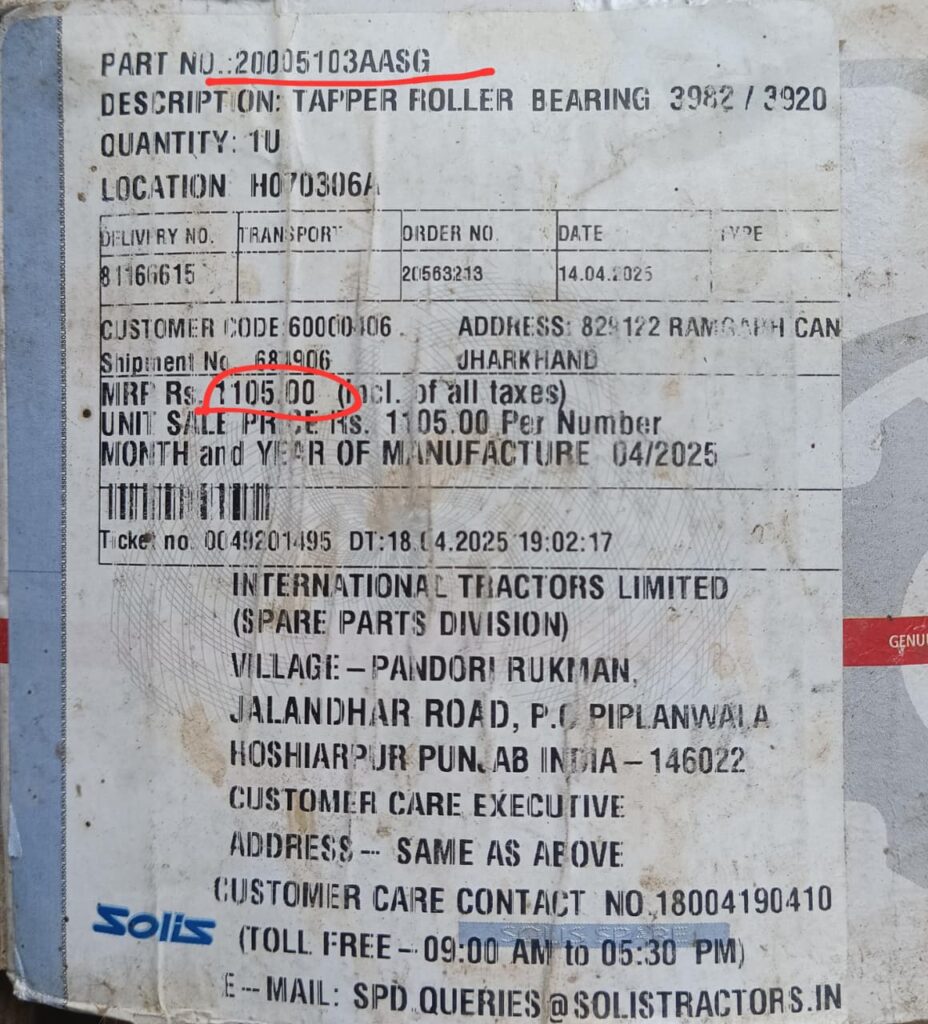 PART NO.:20005103AASG
DESCRIPTION: TAPPER ROLLER BEARING 3982 / 3920
QUANTITY: 1U
LOCATION H070306A
DELIVERY NO. TRANSPORT ORDER NO. DATE TYPE
81166615 20563213 14.04.2025
CUSTOMER CODE:60000406 ADDRESS: 829122 RAMGARH CAN
Shipment No. 684906 JHARKHAND
MRP Rs. 1105.00 (incl. of all taxes)
UNIT SALE PRICE Rs. 1105.00 Per Number
MONTH and YEAR OF MANUFACTURE 04/2025
Ticket no. 0049201495 DT:18.04.2025 19:02:17
INTERNATIONAL TRACTORS LIMITED
(SPARE PARTS DIVISION)
VILLAGE – PANDORI RUKMAN,
JALANDHAR ROAD, P.O PIPLANWALA
HOSHIARPUR PUNJAB INDIA – 146022
CUSTOMER CARE EXECUTIVE
ADDRESS – SAME AS ABOVE
CUSTOMER CARE CONTACT NO.18004190410
(TOLL FREE – 09:00 AM to 05:30 PM)
E-MAIL: SPD.QUERIES@SOLISTRACTORS.IN
Solis
SOLIS SPARE
GENU